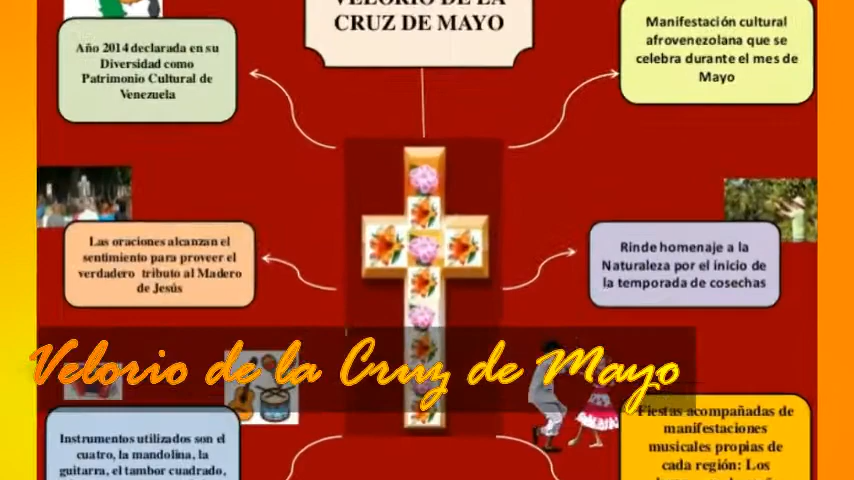 VELORIO DE LA
CRUZ DE MAYO
Año 2014 declarada en su
Diversidad como
Patrimonio Cultural de
Venezuela
Manifestación cultural
afrovenezolana que se
celebra durante el mes de
Mayo
Las oraciones alcanzan el
sentimiento para proveer el
verdadero tributo al Madero
de Jesús
Rinde homenaje a la
Naturaleza por el inicio de
la temporada de cosechas
Velorio de la Cruz de Mayo
Instrumentos utilizados son el
cuatro, la mandolina, la
guitarra, el tambor cuadrado,
Fiestas acompañadas de
manifestaciones
musicales propias de
cada región: Los